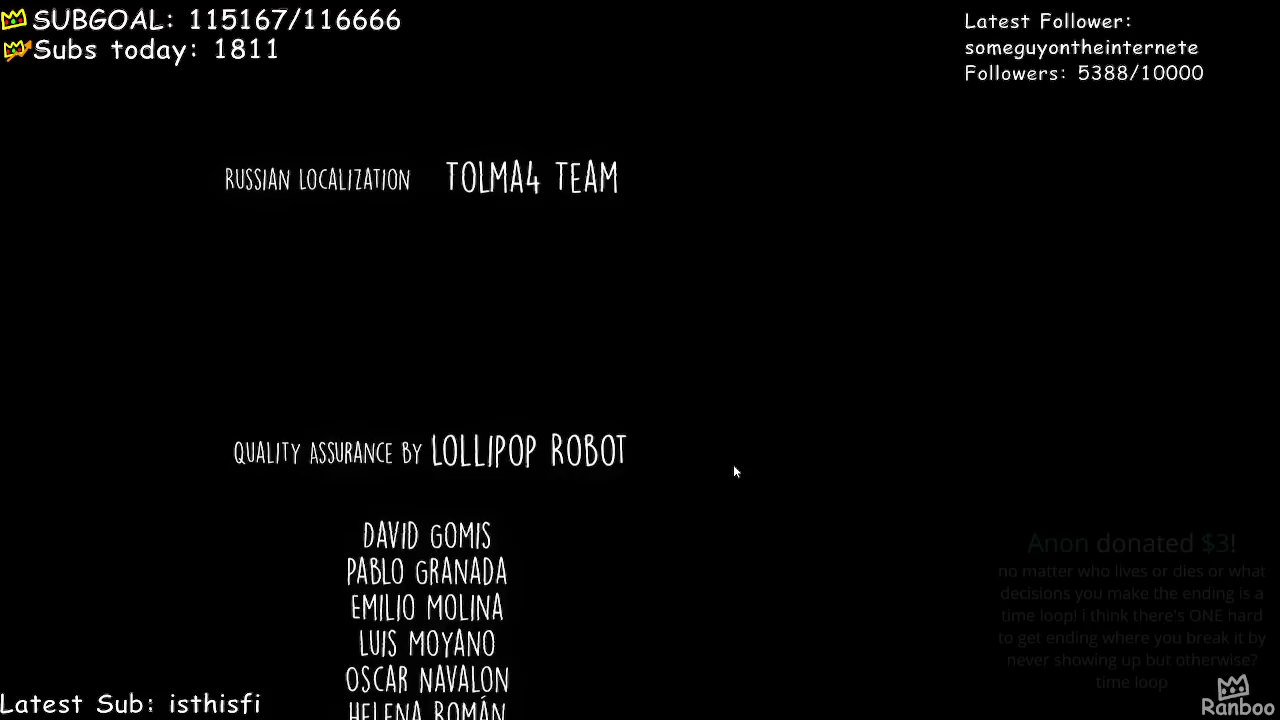 SUBGOAL: 115167/116666
Subs today: 1811
Latest Follower:
someguyontheinternete
Followers: 5388/10000
RUSSIAN LOCALIZATION TOLMA4 TEAM
QUALITY ASSURANCE BY LOLLIPOP ROBOT
DAVID GOMIS
PABLO GRANADA
EMILIO MOLINA
LUIS MOYANO
OSCAR NAVALON
HELENA ROMÁN
Anon donated $3!
no matter who lives or dies or what
decisions you make the ending is a
time loop! i think there's ONE hard
to get ending where you break it by
never showing up but otherwise?
time loop
Latest Sub: isthisfi
Ranboo